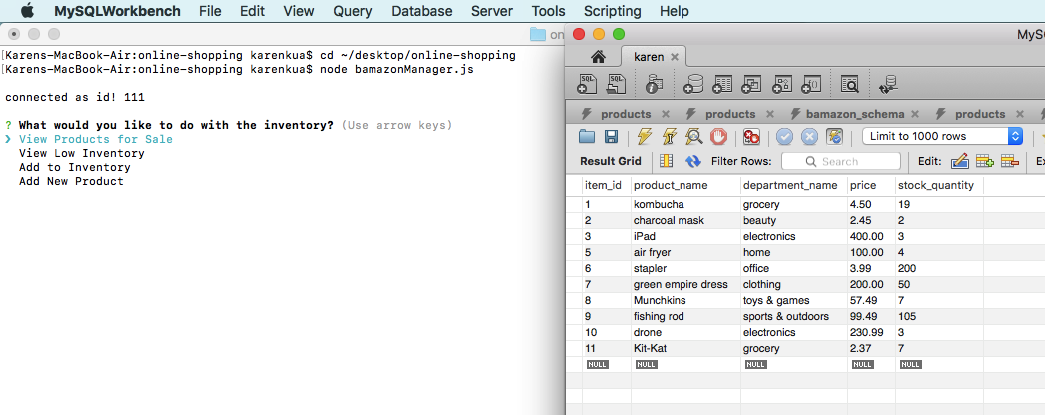 MySQLWorkbench File Edit View Query Database Server Tools Scripting Help
on
[Karens-MacBook-Air:online-shopping karenkua$ cd ~/desktop/online-shopping
[Karens-MacBook-Air:online-shopping karenkua$ node bamazonManager.js
connected as id! 111
? What would you like to do with the inventory? (Use arrow keys)
❯ View Products for Sale
View Low Inventory
Add to Inventory
Add New Product
MyS
karen
SQL SQL
products products bamazon_schema products
Limit to 1000 rows
Result Grid Filter Rows: Search Edit: Ex
item_id product_name department_name price stock_quantity
1 kombucha grocery 4.50 19
2 charcoal mask beauty 2.45 2
3 iPad electronics 400.00 3
5 air fryer home 100.00 4
6 stapler office 3.99 200
7 green empire dress clothing 200.00 50
8 Munchkins toys & games 57.49 7
9 fishing rod sports & outdoors 99.49 105
10 drone electronics 230.99 3
11 Kit-Kat grocery 2.37 7
NULL NULL NULL NULL NULL